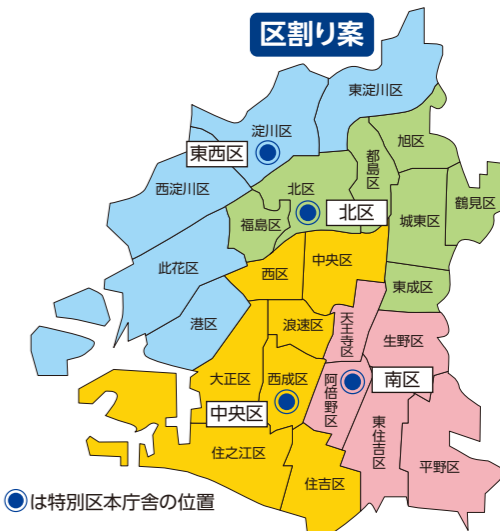 区割り案
東淀川区
淀川区
東西区
旭区
都島区
鶴見区
西淀川区
北区
北区
福島区
城東区
此花区
西区
中央区
東成区
港区
浪速区
天王寺区
生野区
大正区
西成区
阿倍野区
南区
中央区
東住吉区
住之江区
平野区
住吉区
は特別区本庁舎の位置